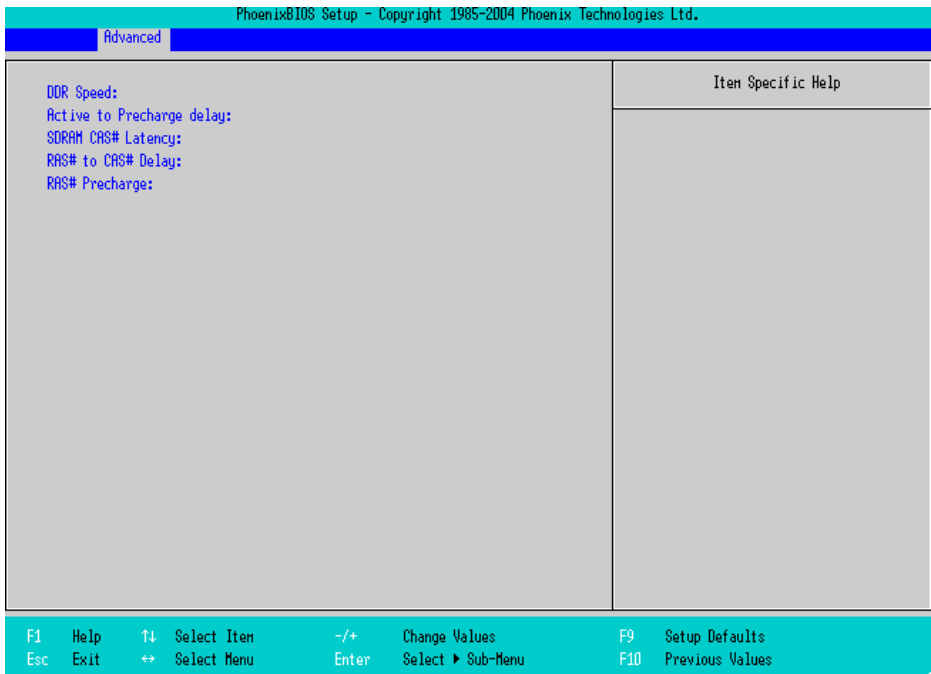 PhoenixBIOS Setup - Copyright 1985-2004 Phoenix Technologies Ltd.
Advanced
Item Specific Help
DDR Speed:
Active to Precharge delay:
SDRAM CAS# Latency:
RAS# to CAS# Delay:
RAS# Precharge:
F1 Help ↑↓ Select Item -/+ Change Values F9 Setup Defaults
Esc Exit ↔ Select Menu Enter Select ▶ Sub-Menu F10 Previous Values